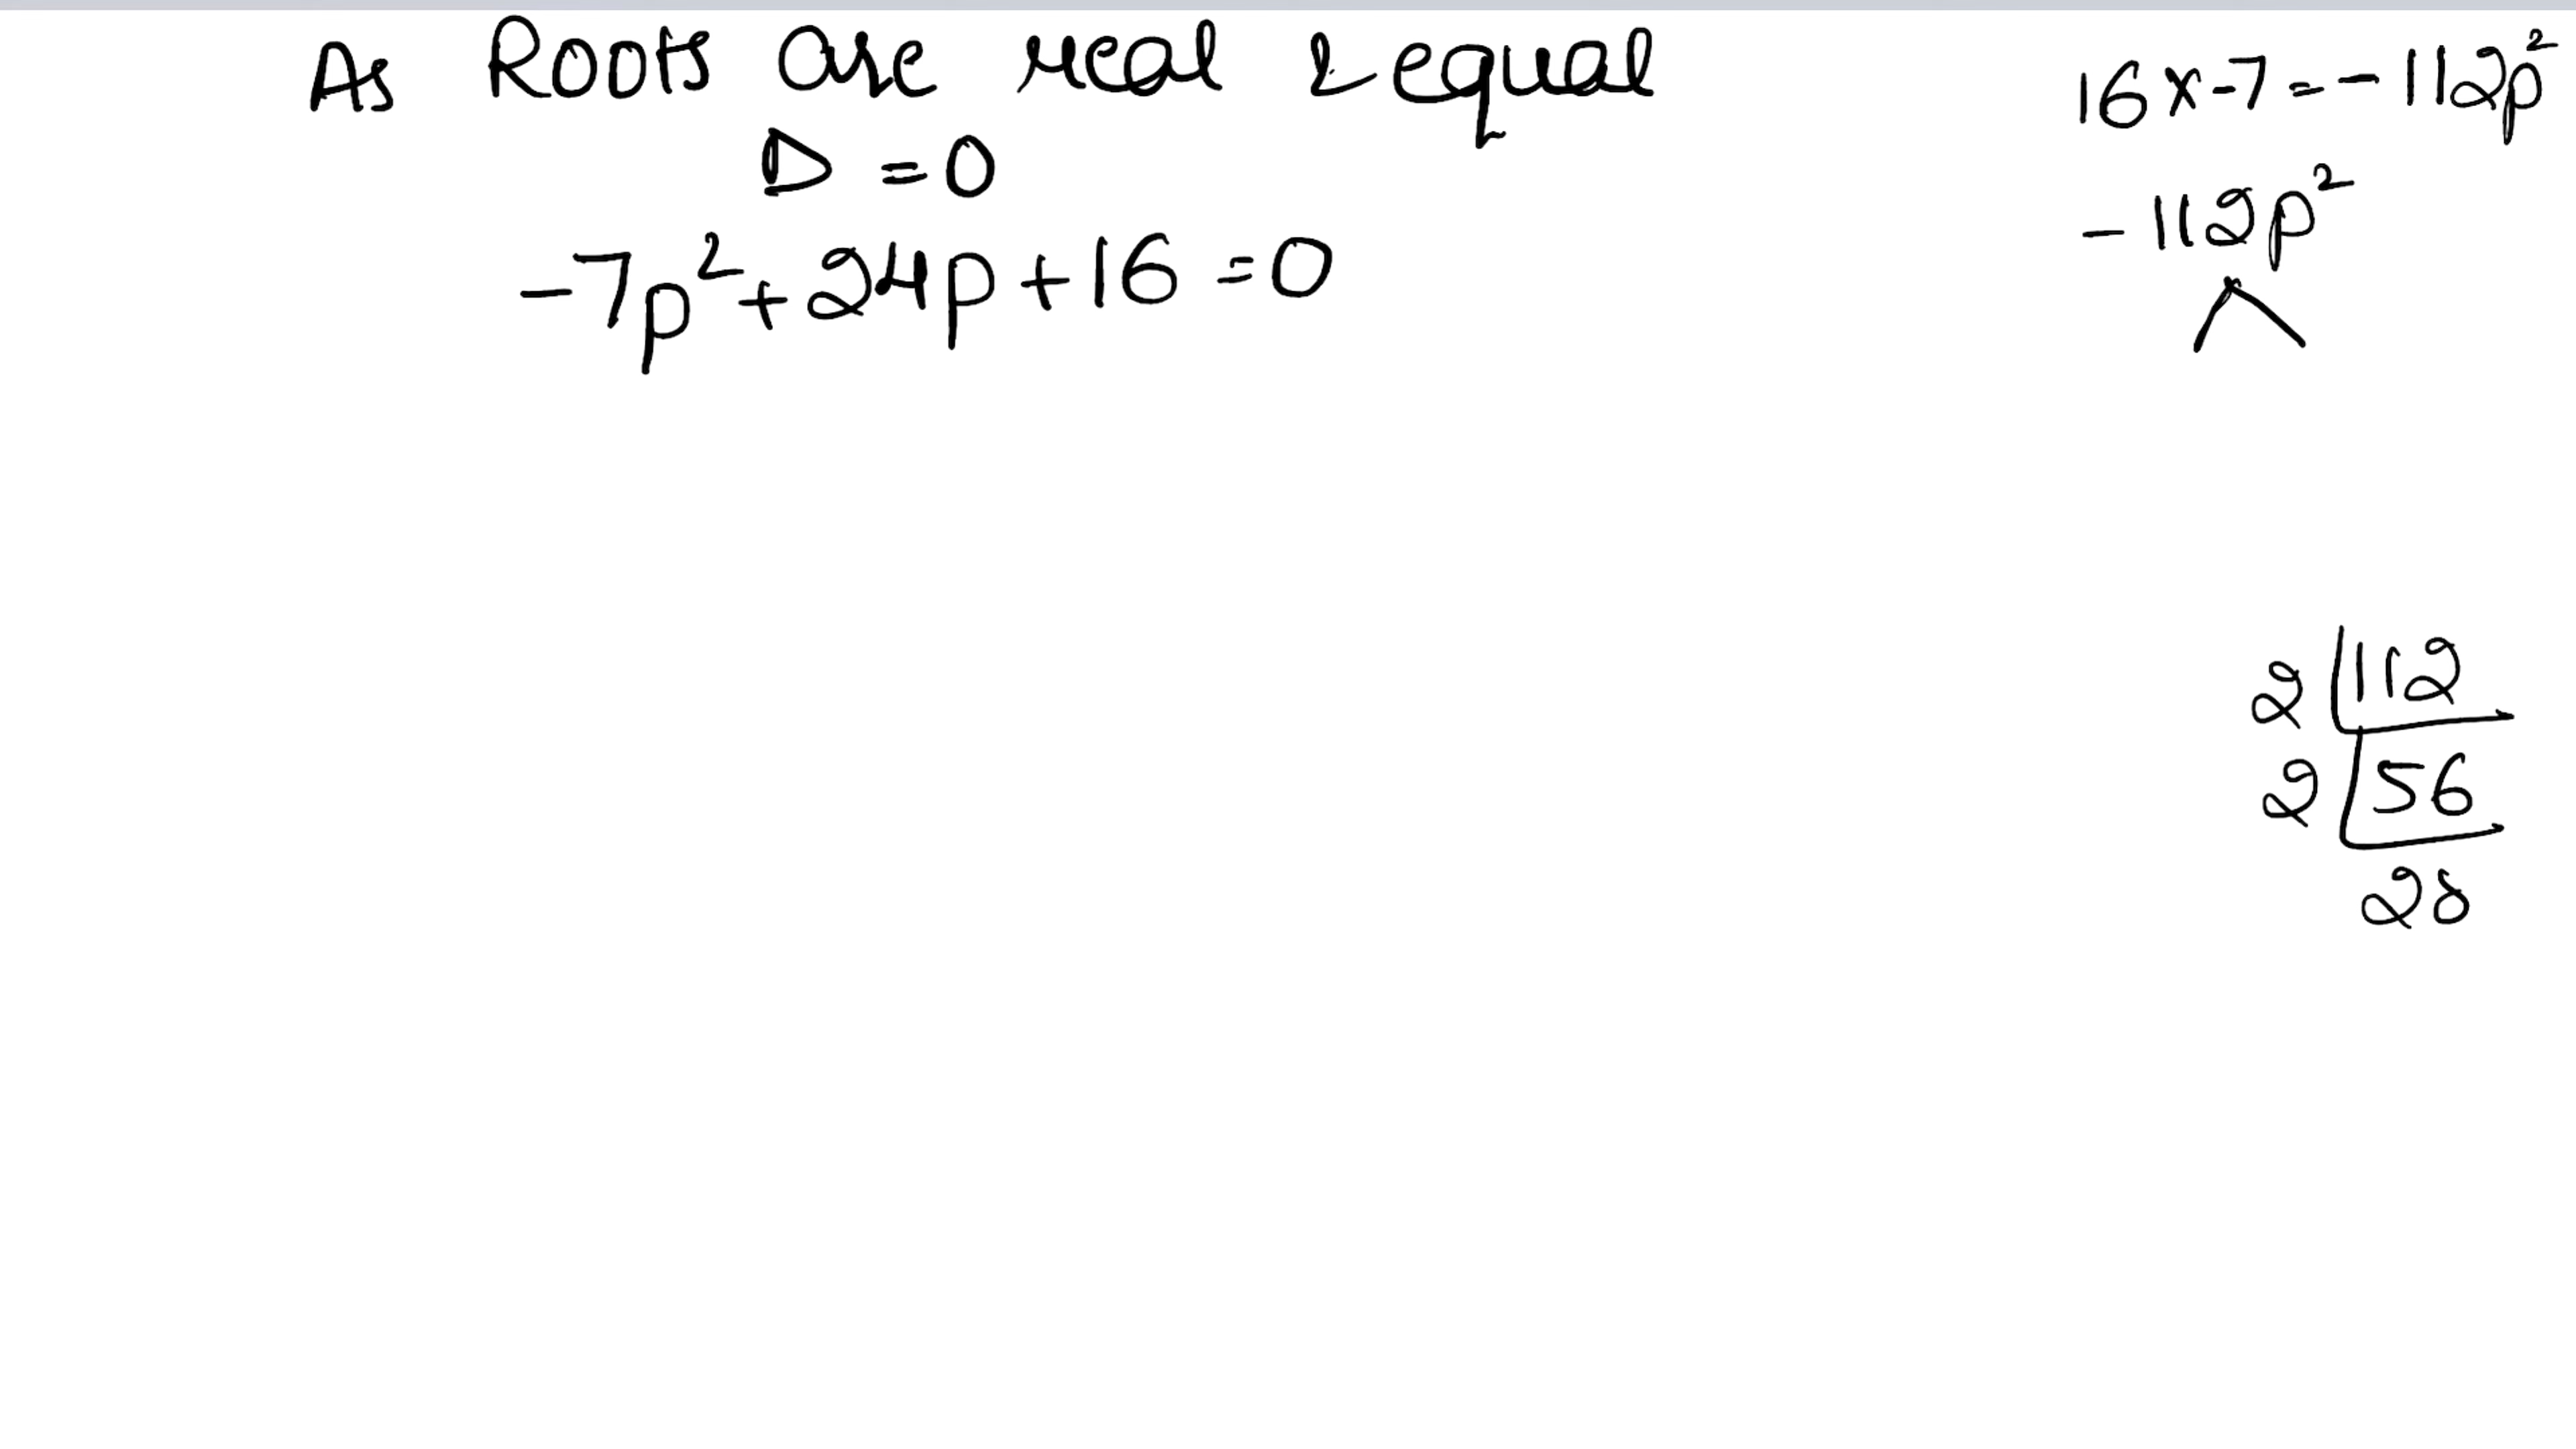 As Roots are real & equal
D = 0
-7p²+24p+16 = 0
16 x -7 = -112p²
-112p²
2 112
2 56
28